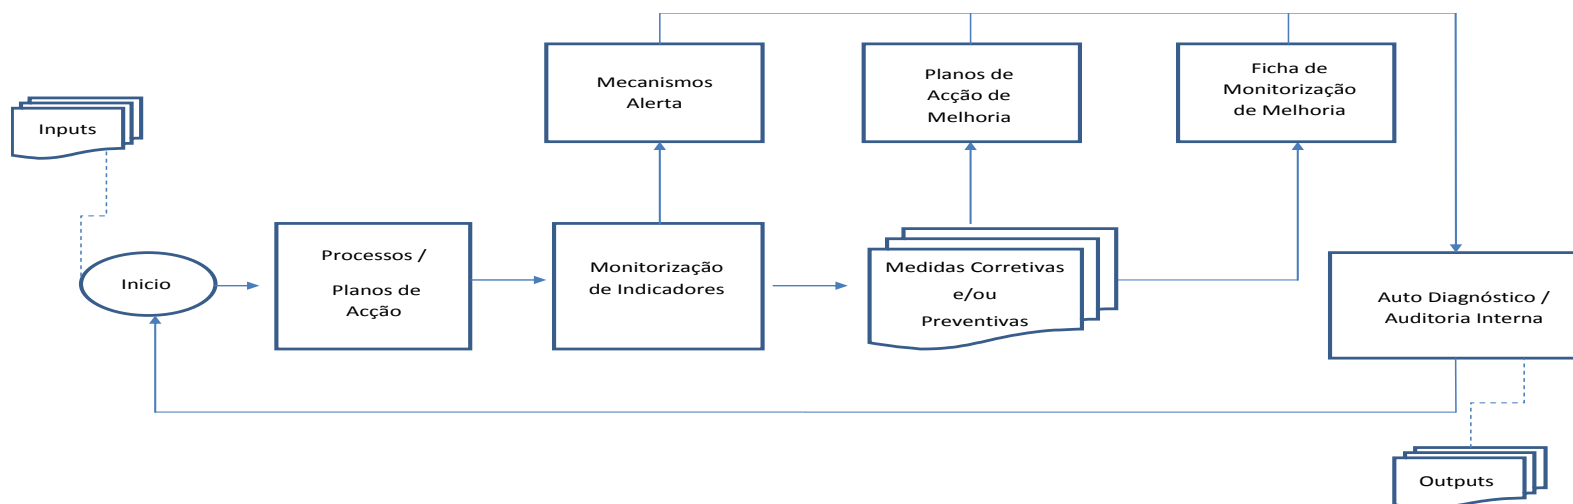 Mecanismos
Alerta
Planos de
Acção de
Melhoria
Ficha de
Monitorização
de Melhoria
Inputs
Inicio
Processos /
Planos de
Acção
Monitorização
de Indicadores
Medidas Corretivas
e/ou
Preventivas
Auto Diagnóstico /
Auditoria Interna
Outputs